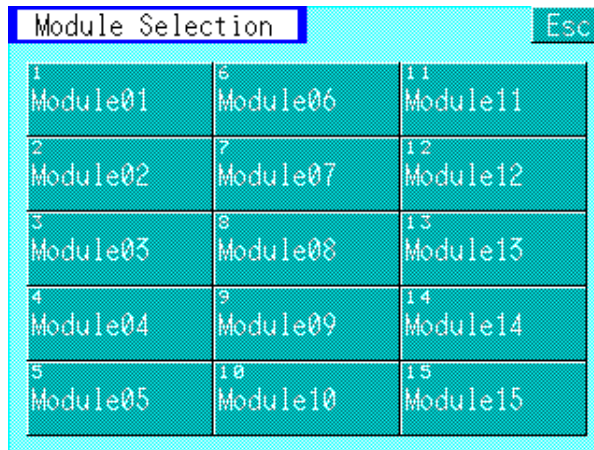 Module Selection
Esc
1
Module01
2
Module02
3
Module03
4
Module04
5
Module05
6
Module06
7
Module07
8
Module08
9
Module09
10
Module10
11
Module11
12
Module12
13
Module13
14
Module14
15
Module15